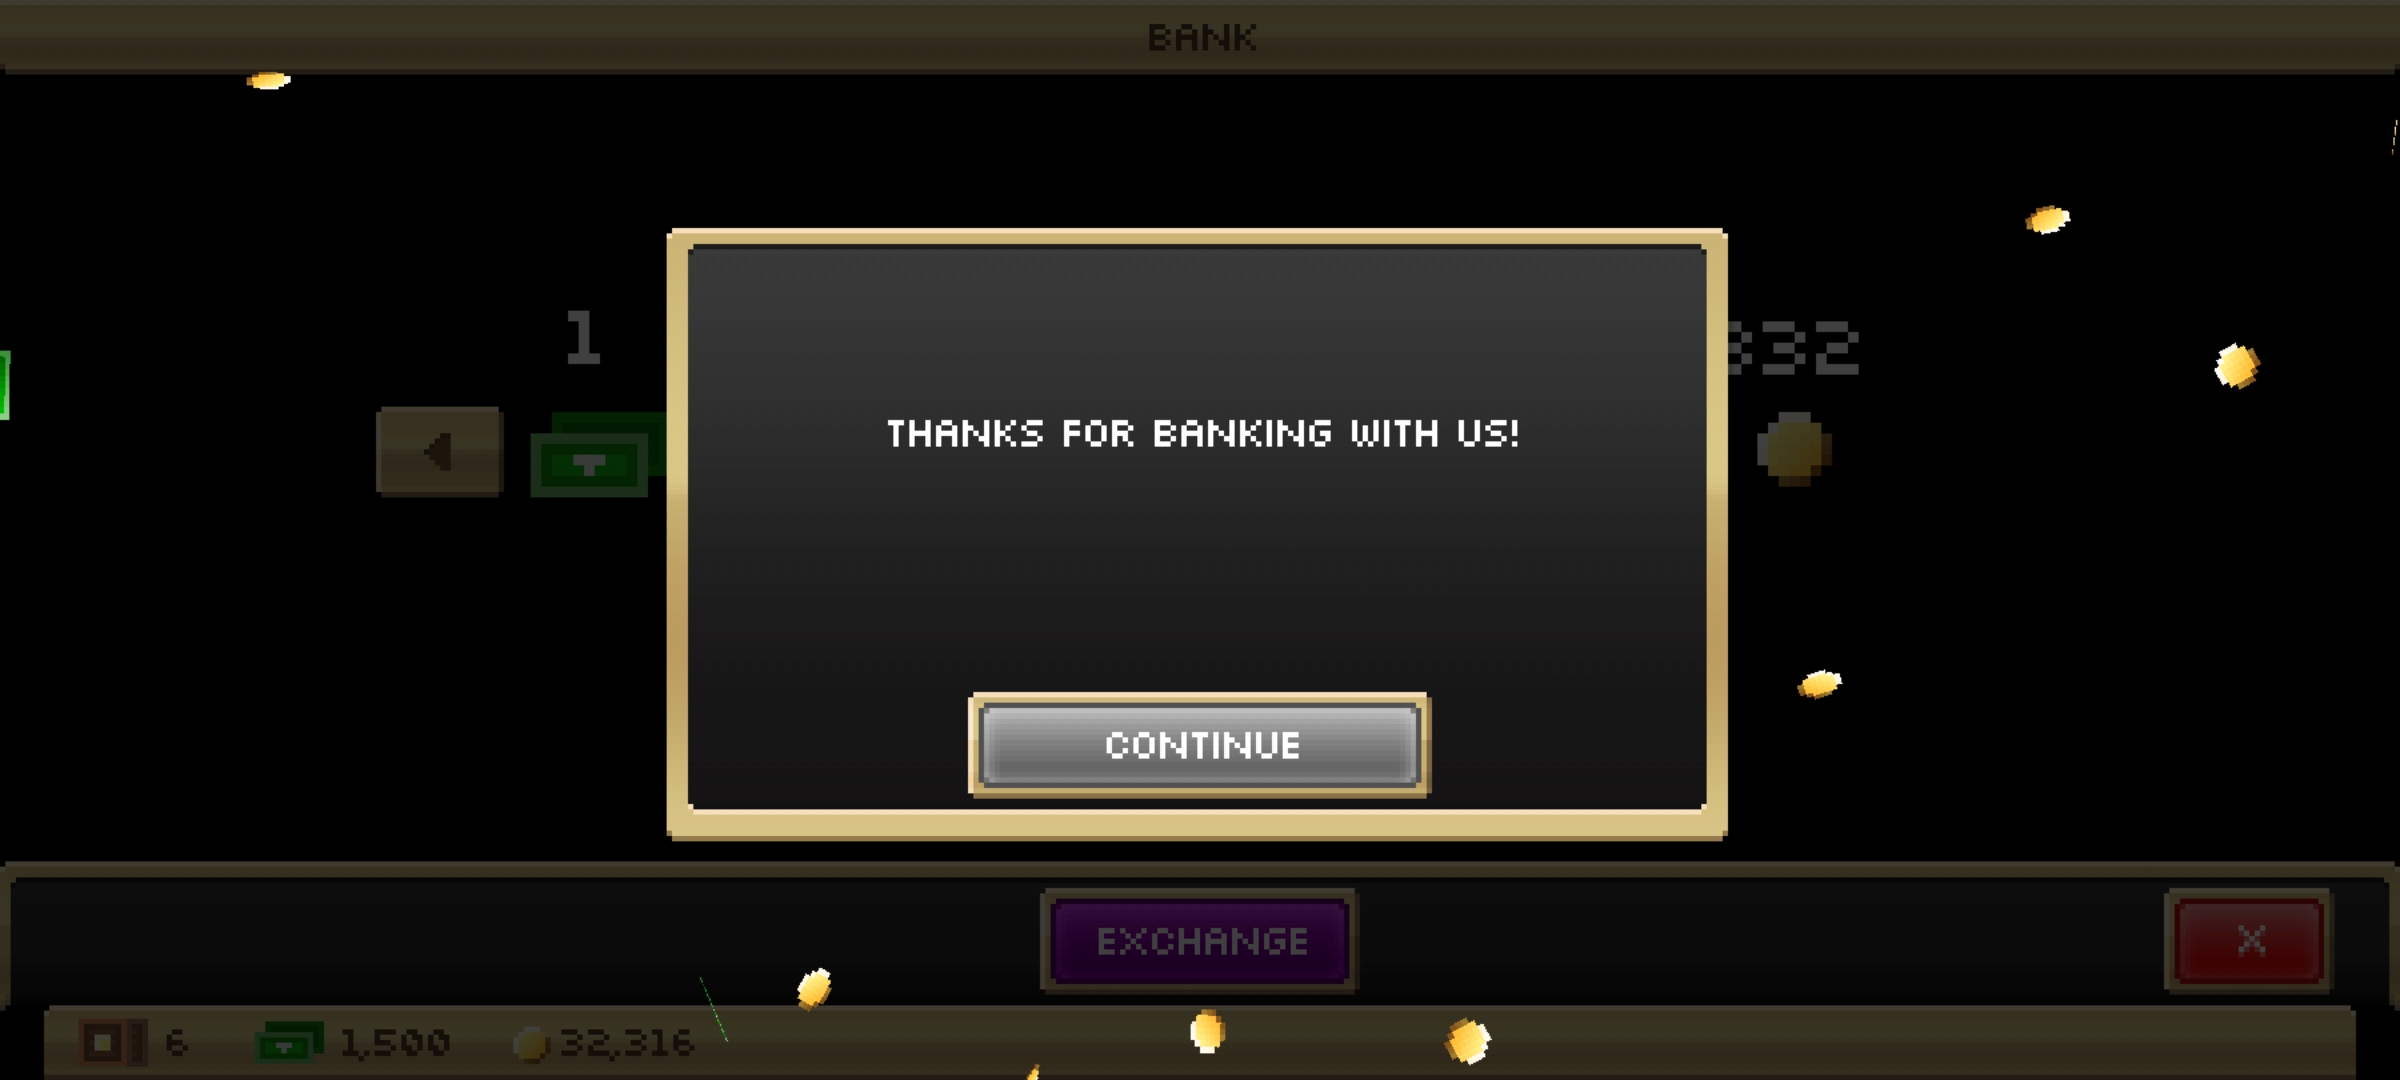 BANK
1
332
THANKS FOR BANKING WITH US!
CONTINUE
EXCHANGE
X
6 1,500 32,316